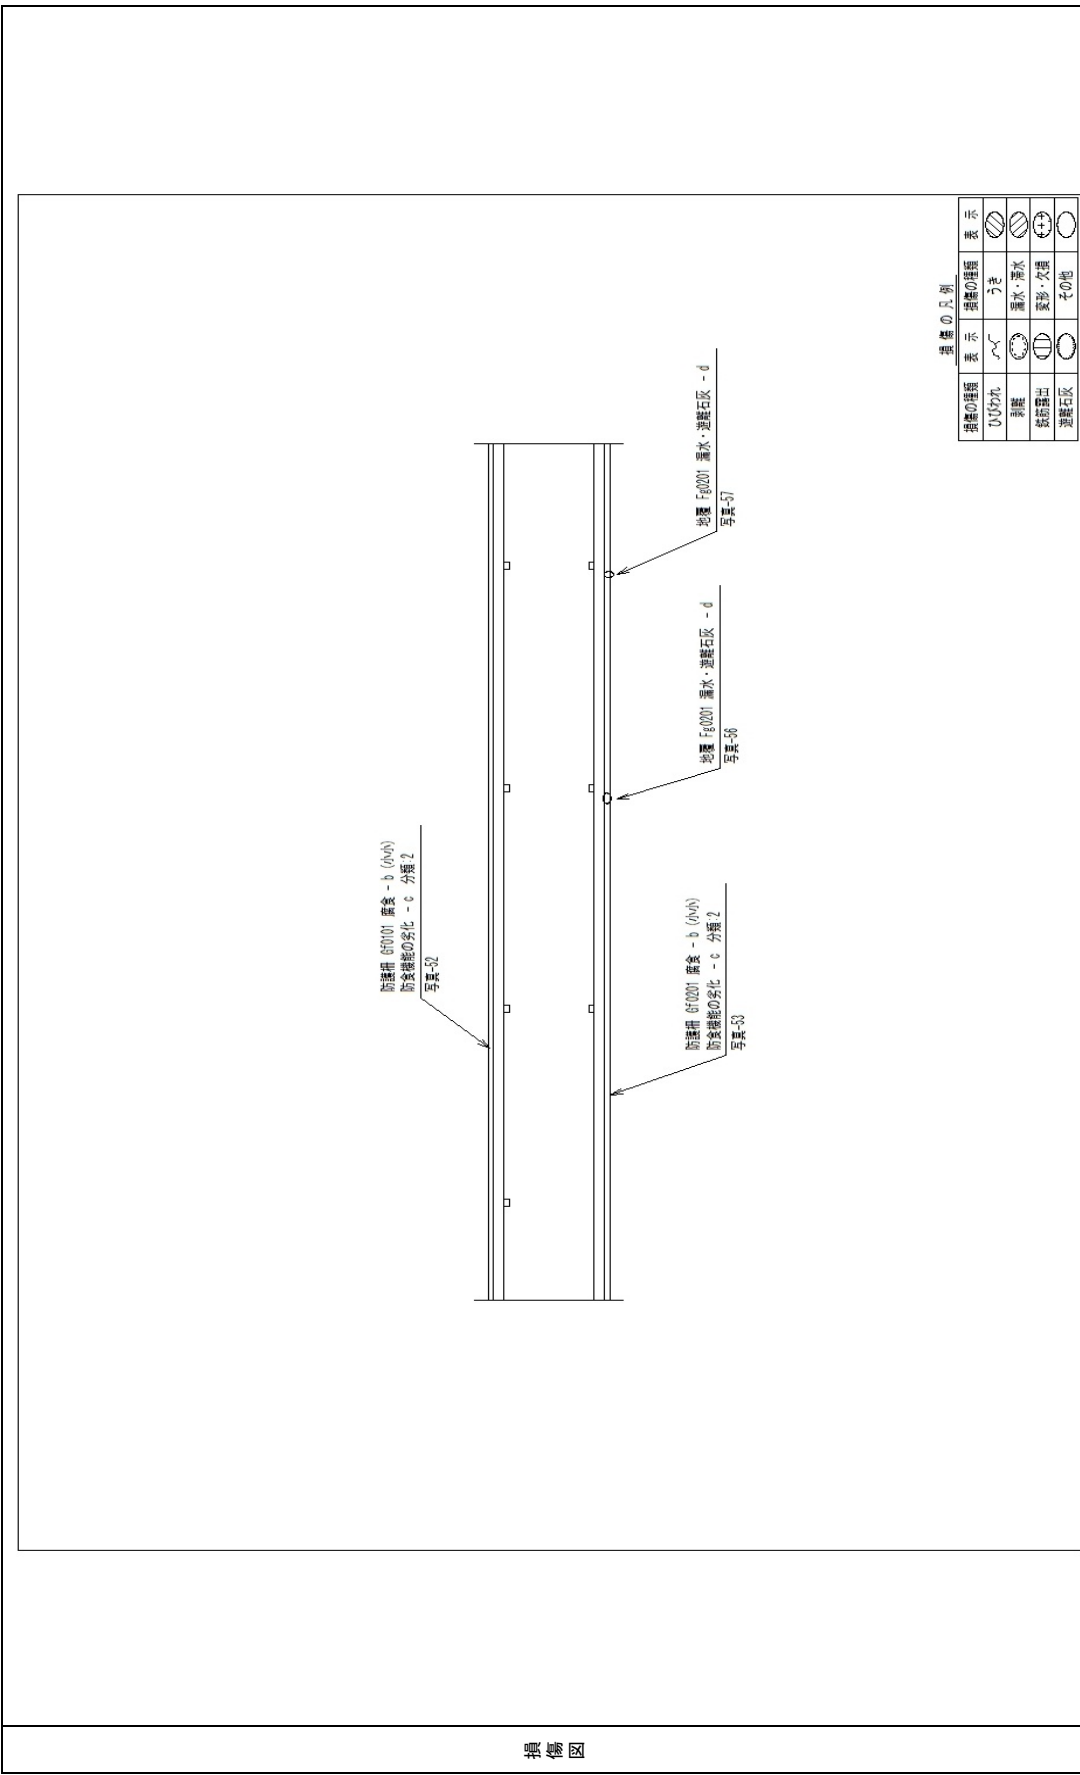 損傷図
防護柵 Gf0101 腐食 - b (小小)
防食機能の劣化 - c 分類:2
写真-52
防護柵 Gf0201 腐食 - b (小小)
防食機能の劣化 - c 分類:2
写真-53
地覆 Fg0201 漏水・遊離石灰 - d
写真-56
地覆 Fg0201 漏水・遊離石灰 - d
写真-57
損傷の凡例
損傷の種類 表示 損傷の種類 表示
ひびわれ うき
剥離 漏水・滞水
鉄筋露出 変形・欠損
遊離石灰 その他